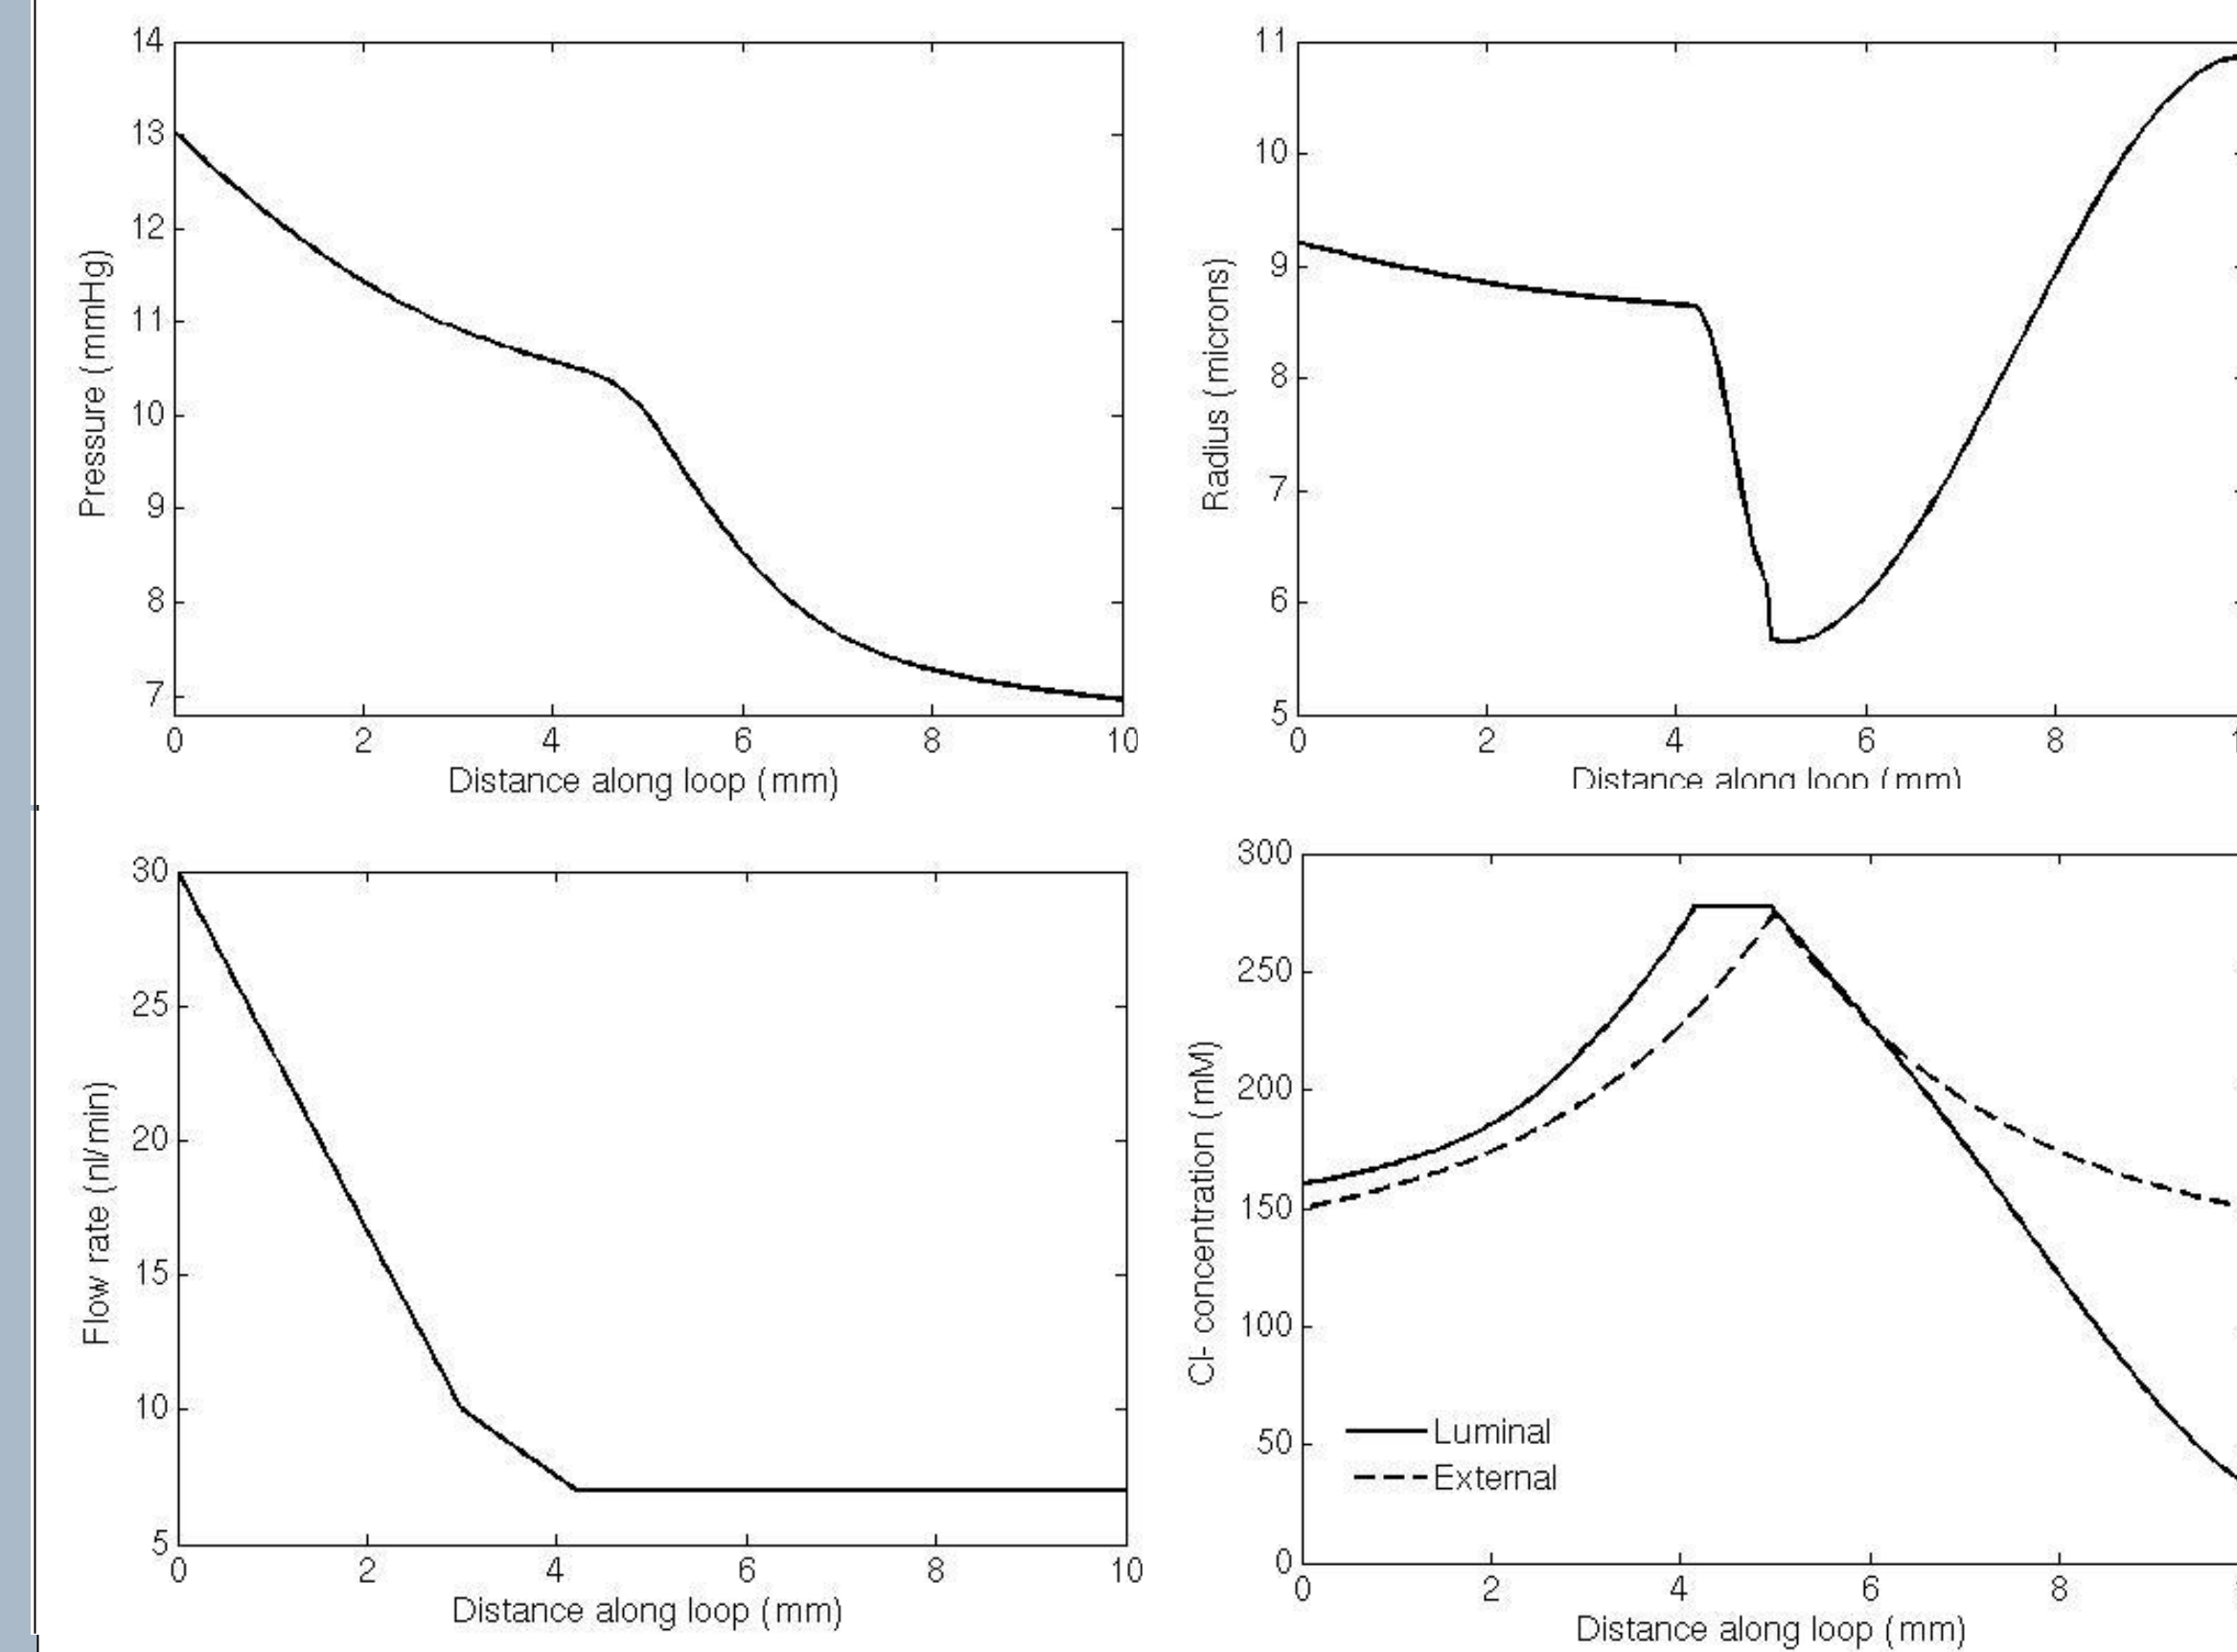 14
13
12
11
10
9
8
7
0 2 4 6 8 10
Pressure (mmHg)
Distance along loop (mm)
11
10
9
8
7
6
5
0 2 4 6 8 1
Radius (microns)
Distance along loop (mm)
30
25
20
15
10
5
0 2 4 6 8 10
Flow rate (nl/min)
Distance along loop (mm)
300
250
200
150
100
50
0
0 2 4 6 8
Cl- concentration (mM)
Luminal
External
Distance along loop (mm)